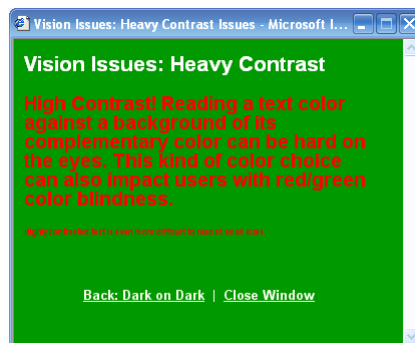 Vision Issues: Heavy Contrast Issues - Microsoft I...
Vision Issues: Heavy Contrast
High Contrast! Reading a text color
against a background of its
complementary color can be hard on
the eyes. This kind of color choice
can also impact users with red/green
color blindness.
Back: Dark on Dark | Close Window